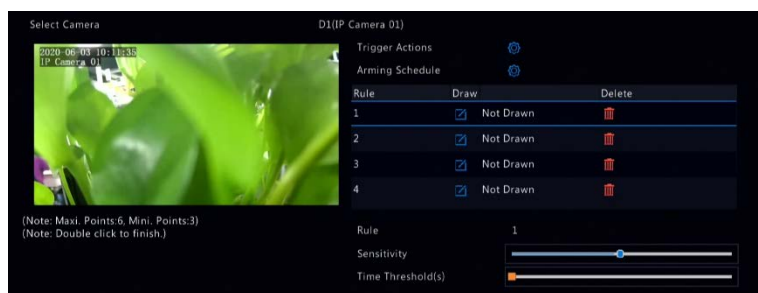 Select Camera
D1(IP Camera 01)
2020-06-03 10:11:35
IP Camera 01
Trigger Actions
Arming Schedule
Rule Draw Delete
1 Not Drawn
2 Not Drawn
3 Not Drawn
4 Not Drawn
(Note: Maxi. Points:6, Mini. Points:3)
(Note: Double click to finish.)
Rule 1
Sensitivity
Time Threshold(s)